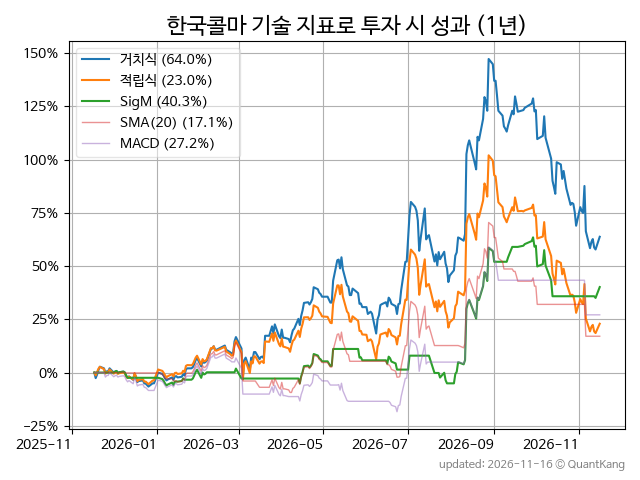 한국콜마 기술 지표로 투자 시 성과 (1년)
150%
125%
100%
75%
50%
25%
0%
−25%
거치식 (64.0%)
적립식 (23.0%)
SigM (40.3%)
SMA(20) (17.1%)
MACD (27.2%)
2025-11 2026-01 2026-03 2026-05 2026-07 2026-09 2026-11
updated: 2026-11-16 © QuantKang